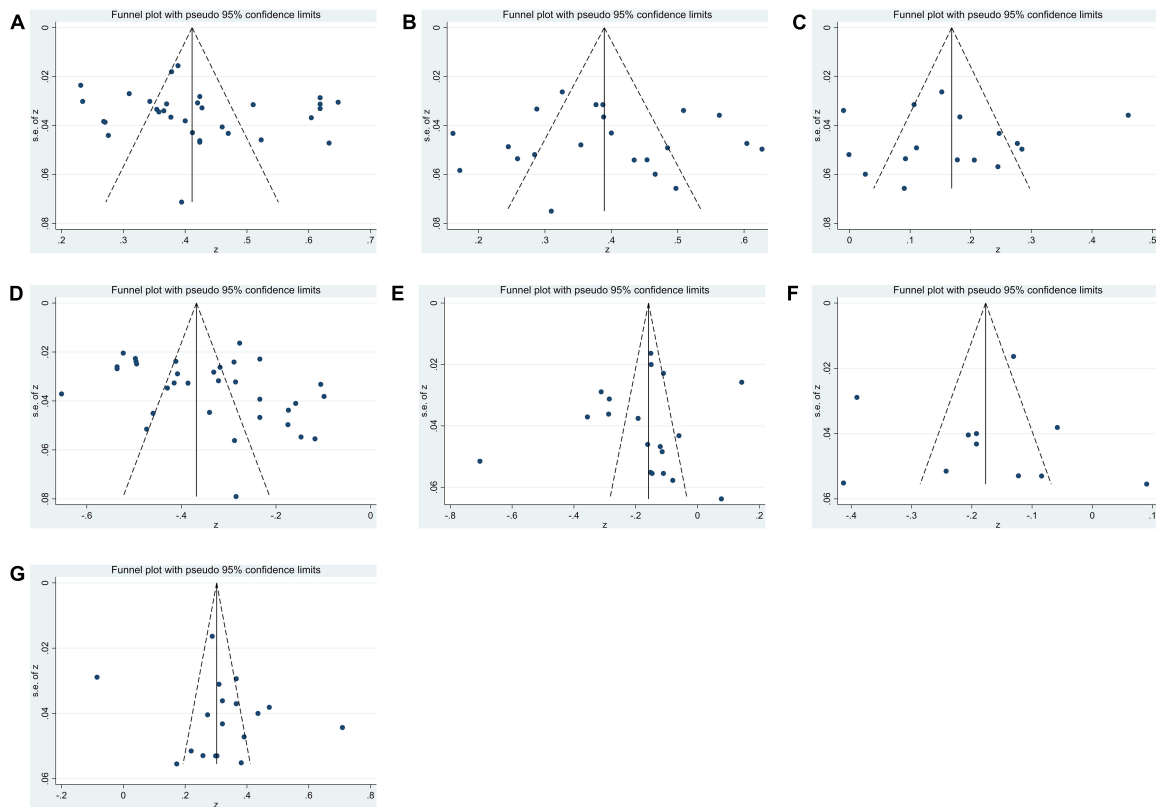 A
Funnel plot with pseudo 95% confidence limits
s.e. of z
0
.02
.04
.06
.08
.2
.3
.4
.5
.6
.7
z
B
Funnel plot with pseudo 95% confidence limits
s.e. of z
0
.02
.04
.06
.08
.2
.3
.4
.5
.6
z
C
Funnel plot with pseudo 95% confidence limits
s.e. of z
0
.02
.04
.06
.08
0
.1
.2
.3
.4
.5
z
D
Funnel plot with pseudo 95% confidence limits
s.e. of z
0
.02
.04
.06
.08
-.6
-.4
-.2
0
z
E
Funnel plot with pseudo 95% confidence limits
s.e. of z
0
.02
.04
.06
-.8
-.6
-.4
-.2
0
.2
z
F
Funnel plot with pseudo 95% confidence limits
s.e. of z
0
.02
.04
.06
-.4
-.3
-.2
-.1
0
.1
z
G
Funnel plot with pseudo 95% confidence limits
s.e. of z
0
.02
.04
.06
-.2
0
.2
.4
.6
.8
z